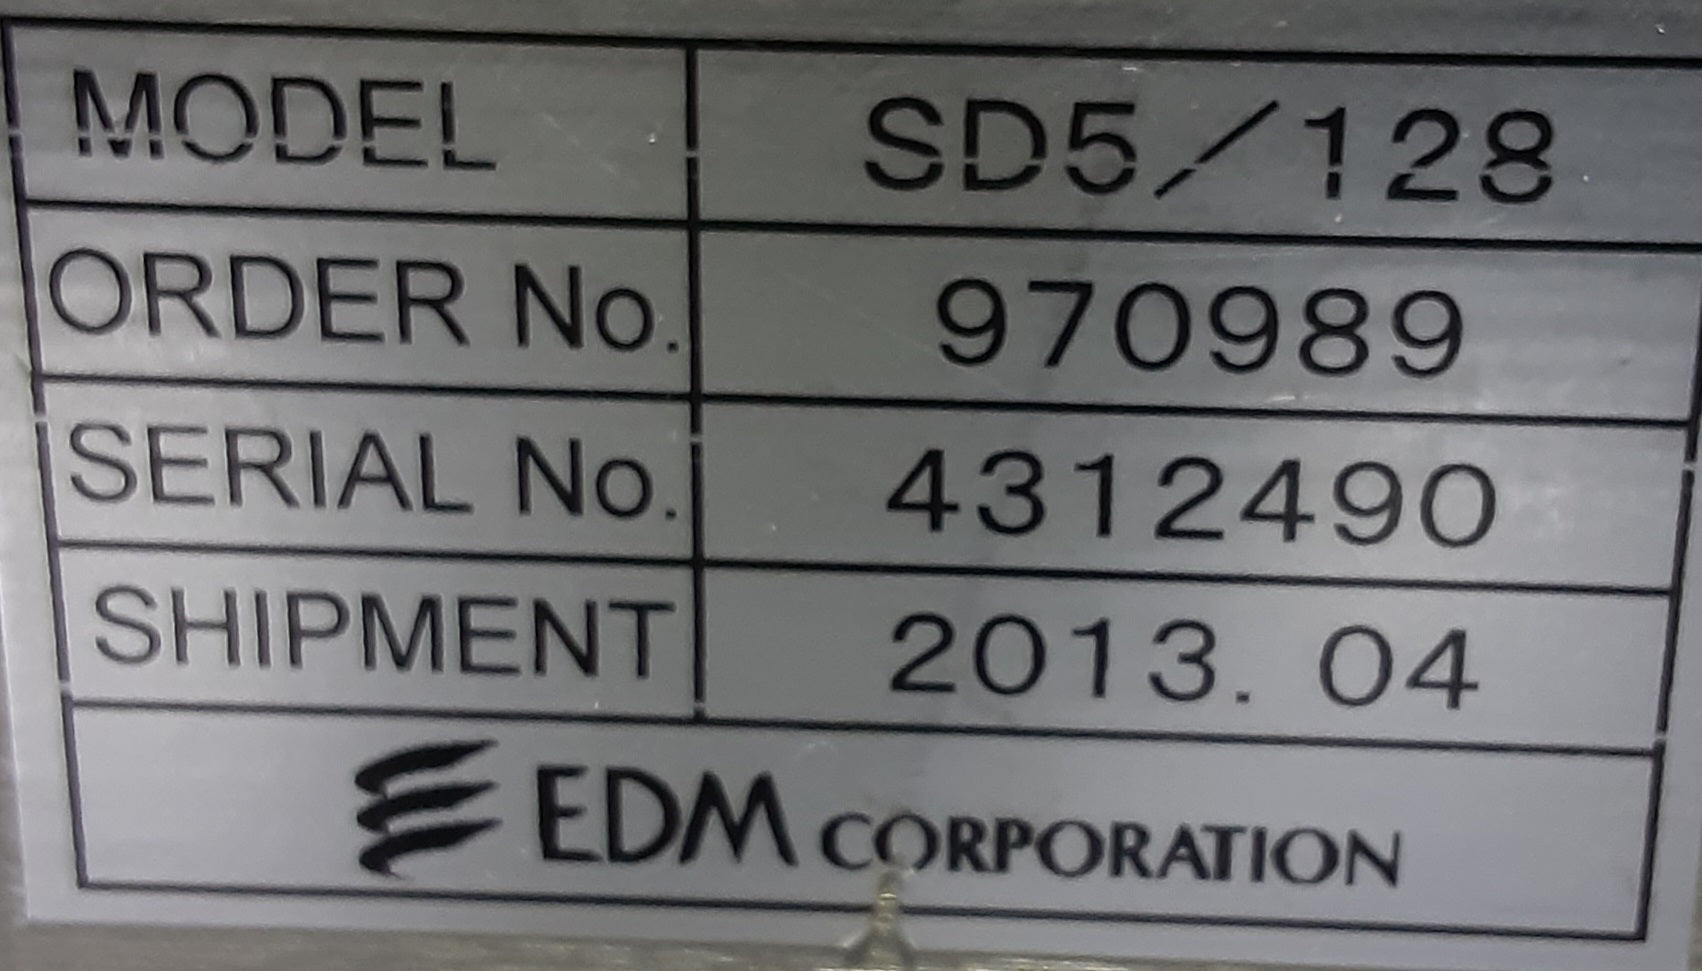 MODEL SD5/128
ORDER No. 970989
SERIAL No. 4312490
SHIPMENT 2013. 04
EDM CORPORATION